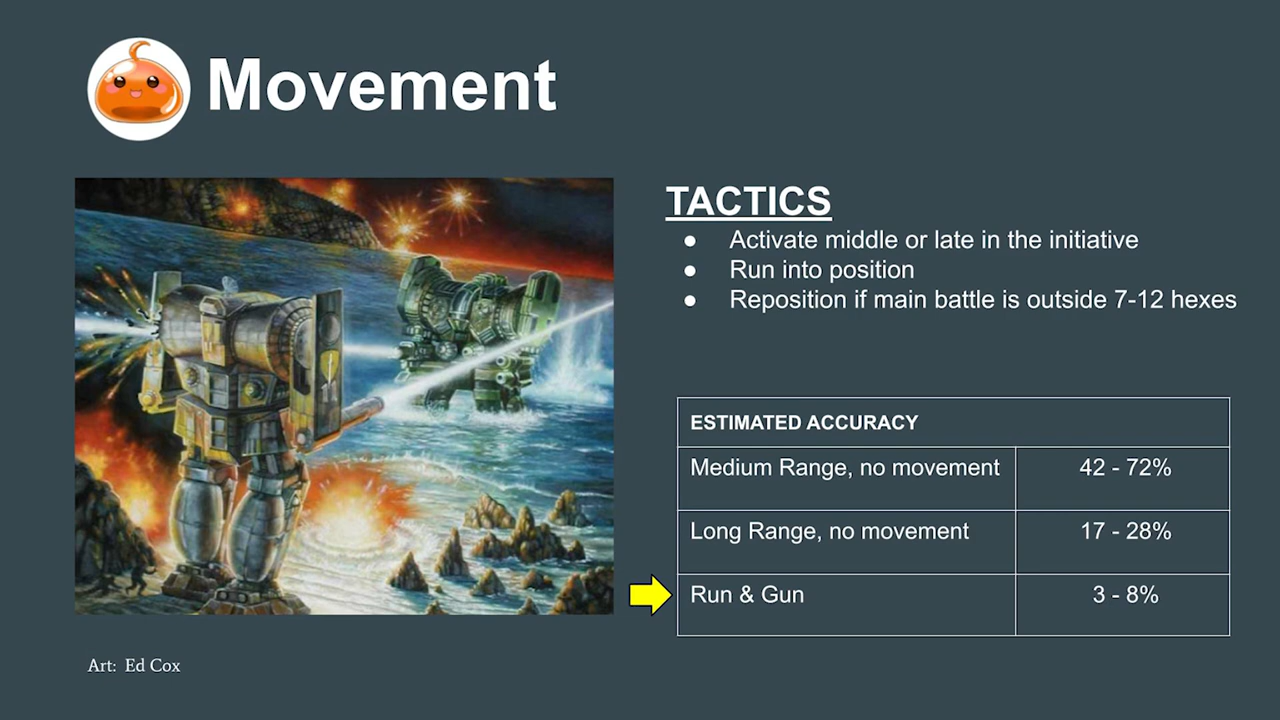 Movement
TACTICS
● Activate middle or late in the initiative
● Run into position
● Reposition if main battle is outside 7-12 hexes
ESTIMATED ACCURACY
Medium Range, no movement 42 - 72%
Long Range, no movement 17 - 28%
Run & Gun 3 - 8%
Art: Ed Cox